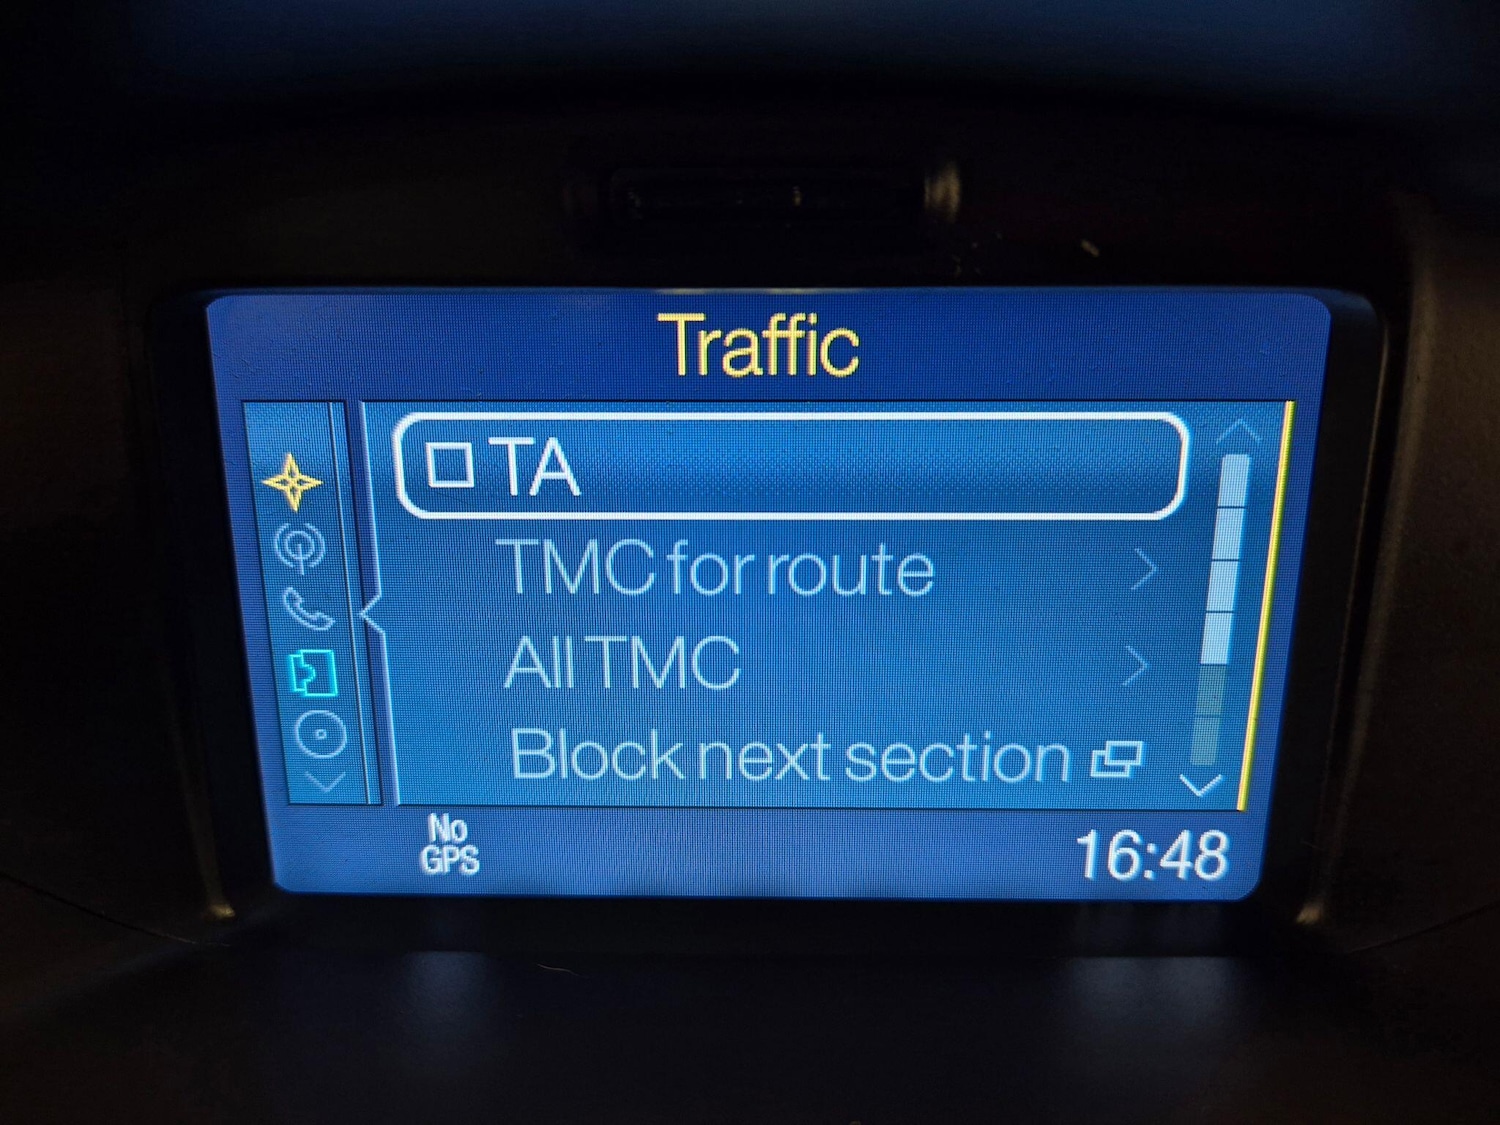 Traffic
TA
TMC for route
All TMC
Block next section
No
GPS
16:48